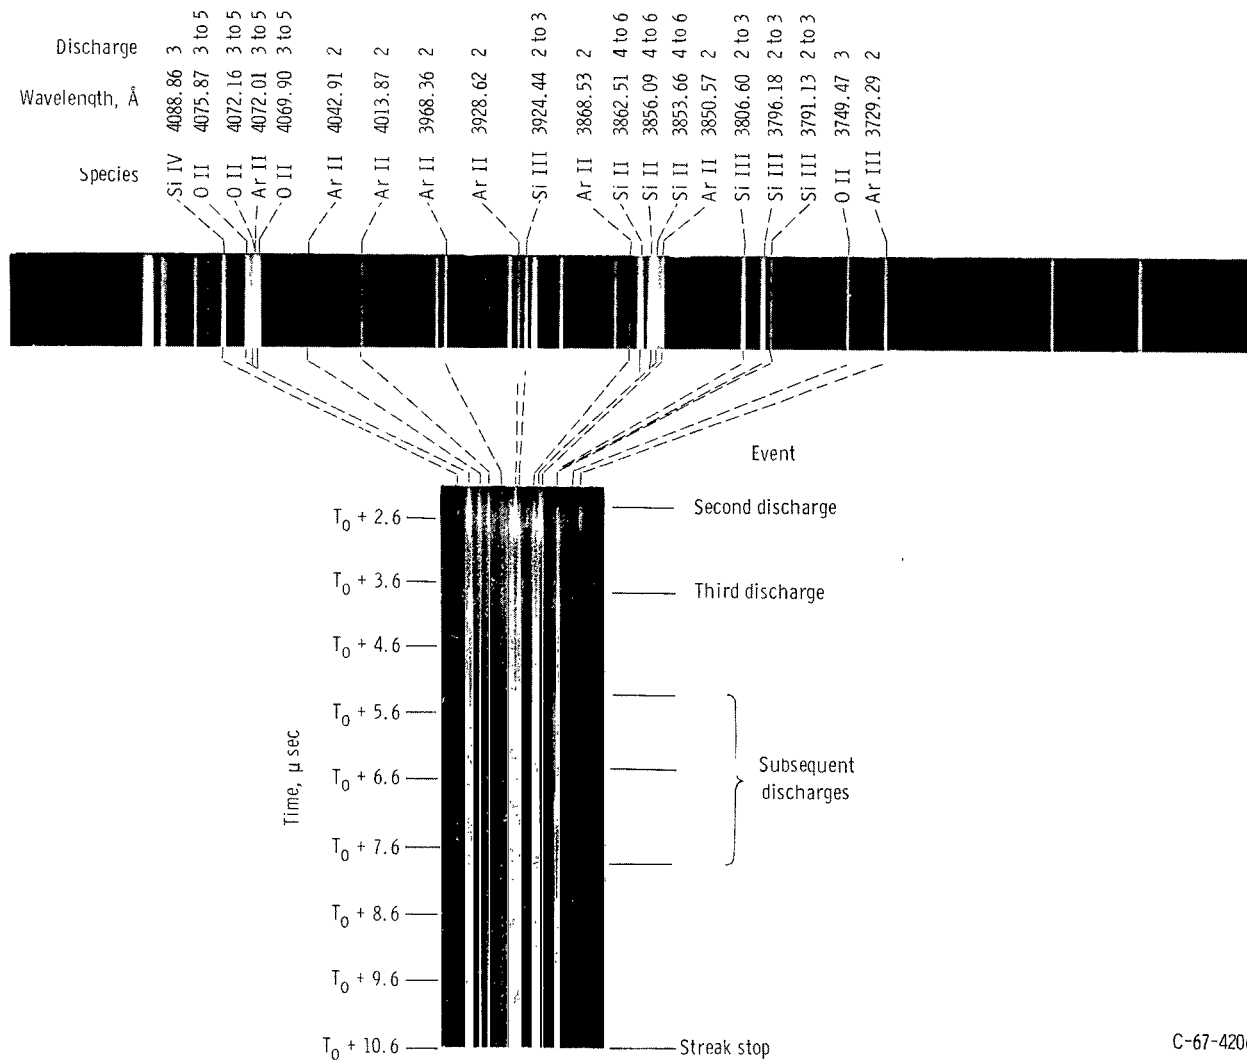 Discharge 3 3 to 5 3 to 5 3 to 5 3 to 5 2 2 2 2 2 to 3 2 4 to 6 4 to 6 4 to 6 2 2 to 3 2 to 3 2 to 3 3 2
Wavelength, Å 4088.86 4075.87 4072.16 4072.01 4069.90 4042.91 4013.87 3968.36 3928.62 3924.44 3868.53 3862.51 3856.09 3853.66 3850.57 3806.60 3796.18 3791.13 3749.47 3729.29
Species Si IV O II O II Ar II O II Ar II Ar II Ar II Ar II Si III Ar II Si II Si II Si II Ar II Si III Si III Si III O II Ar III
Event
T0 + 2.6 Second discharge
T0 + 3.6 Third discharge
T0 + 4.6
T0 + 5.6
Time, μ sec
T0 + 6.6 Subsequent
discharges
T0 + 7.6
T0 + 8.6
T0 + 9.6
T0 + 10.6 Streak stop